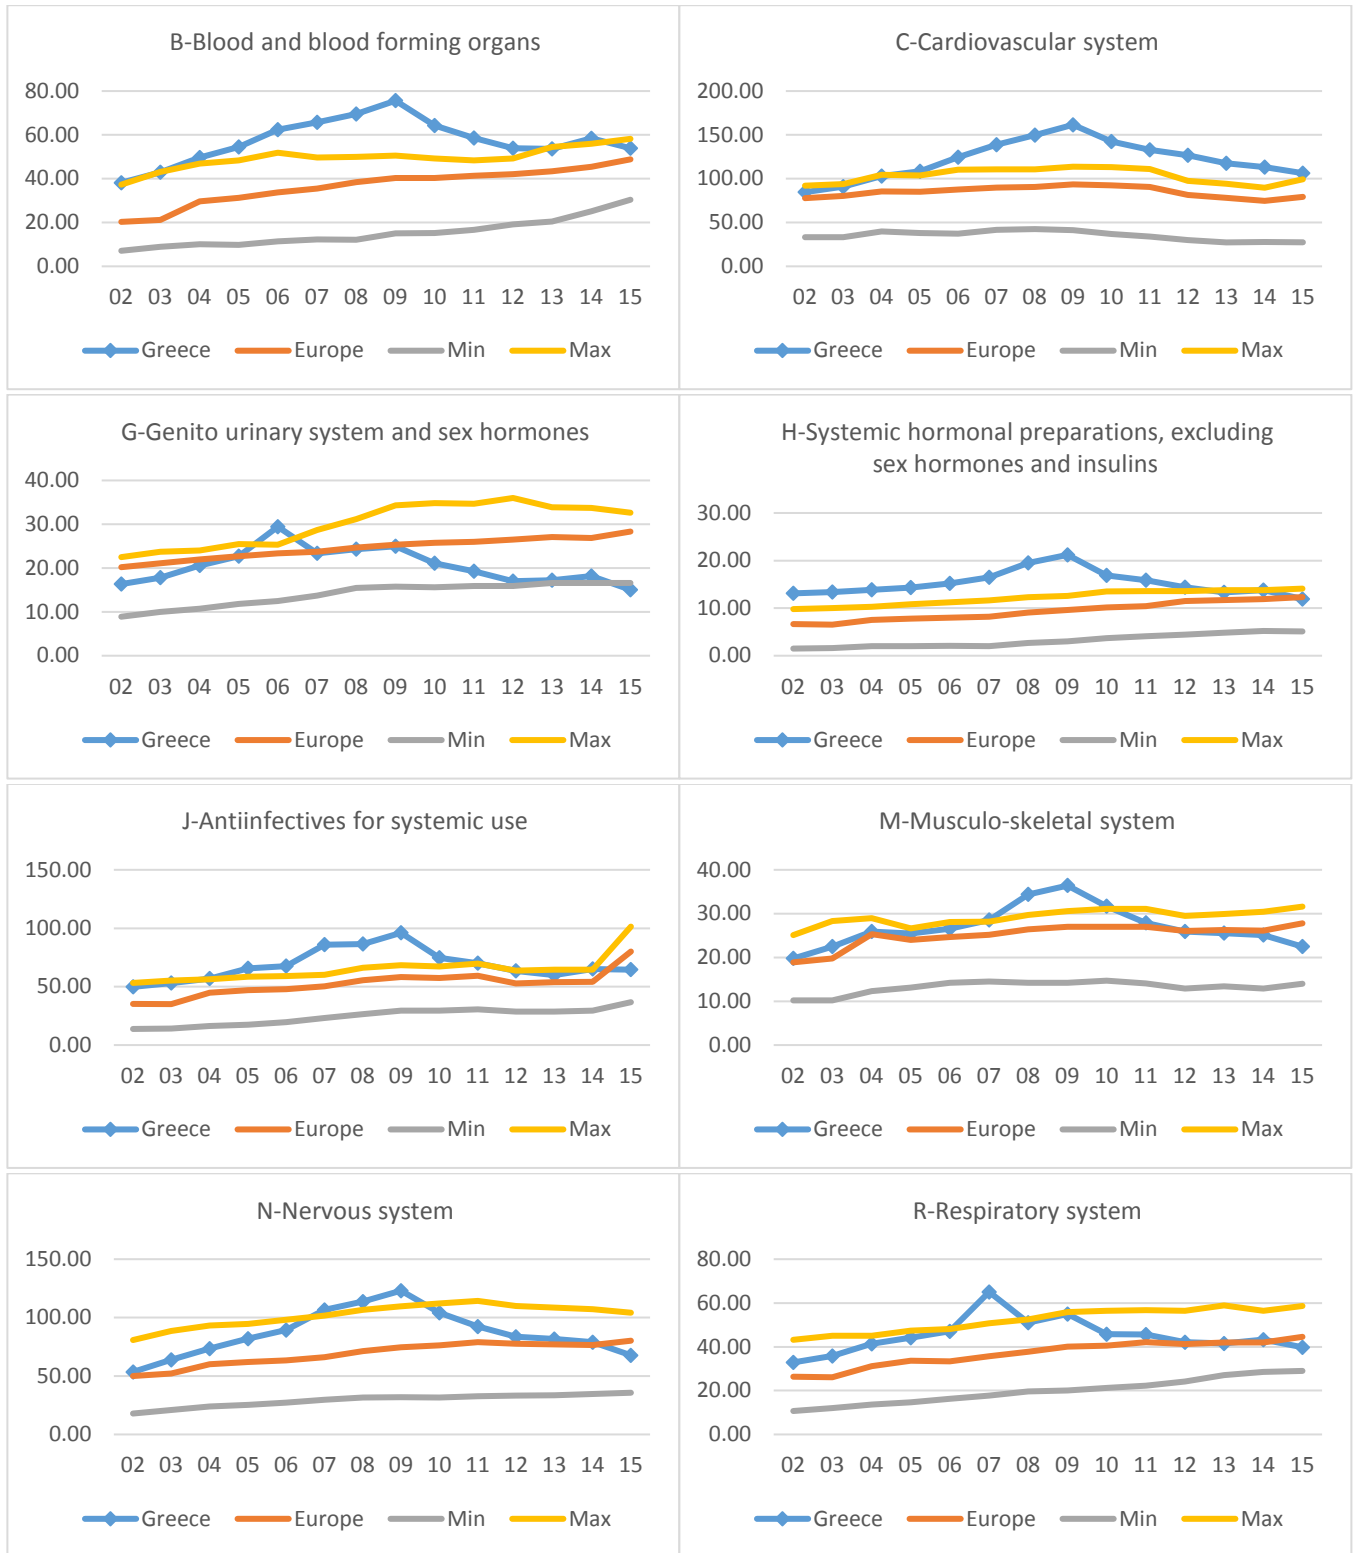 B-Blood and blood forming organs
80.00
60.00
40.00
20.00
0.00
02 03 04 05 06 07 08 09 10 11 12 13 14 15
Greece Europe Min Max
C-Cardiovascular system
200.00
150.00
100.00
50.00
0.00
02 03 04 05 06 07 08 09 10 11 12 13 14 15
Greece Europe Min Max
G-Genito urinary system and sex hormones
40.00
30.00
20.00
10.00
0.00
02 03 04 05 06 07 08 09 10 11 12 13 14 15
Greece Europe Min Max
H-Systemic hormonal preparations, excluding
sex hormones and insulins
30.00
20.00
10.00
0.00
02 03 04 05 06 07 08 09 10 11 12 13 14 15
Greece Europe Min Max
J-Antiinfectives for systemic use
150.00
100.00
50.00
0.00
02 03 04 05 06 07 08 09 10 11 12 13 14 15
Greece Europe Min Max
M-Musculo-skeletal system
40.00
30.00
20.00
10.00
0.00
02 03 04 05 06 07 08 09 10 11 12 13 14 15
Greece Europe Min Max
N-Nervous system
150.00
100.00
50.00
0.00
02 03 04 05 06 07 08 09 10 11 12 13 14 15
Greece Europe Min Max
R-Respiratory system
80.00
60.00
40.00
20.00
0.00
02 03 04 05 06 07 08 09 10 11 12 13 14 15
Greece Europe Min Max